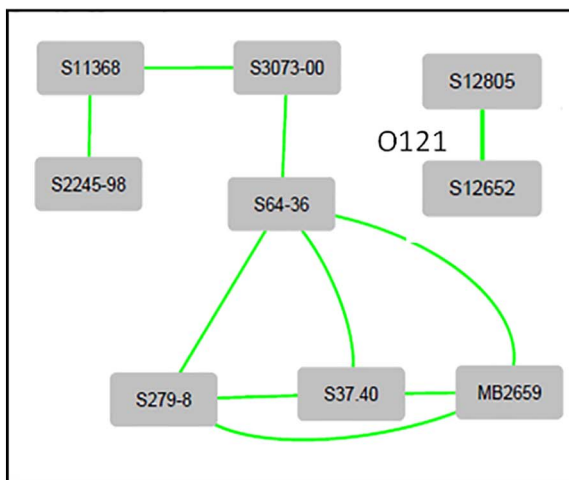 S11368
S3073-00
S12805
O121
S2245-98
S12652
S64-36
S279-8
S37.40
MB2659